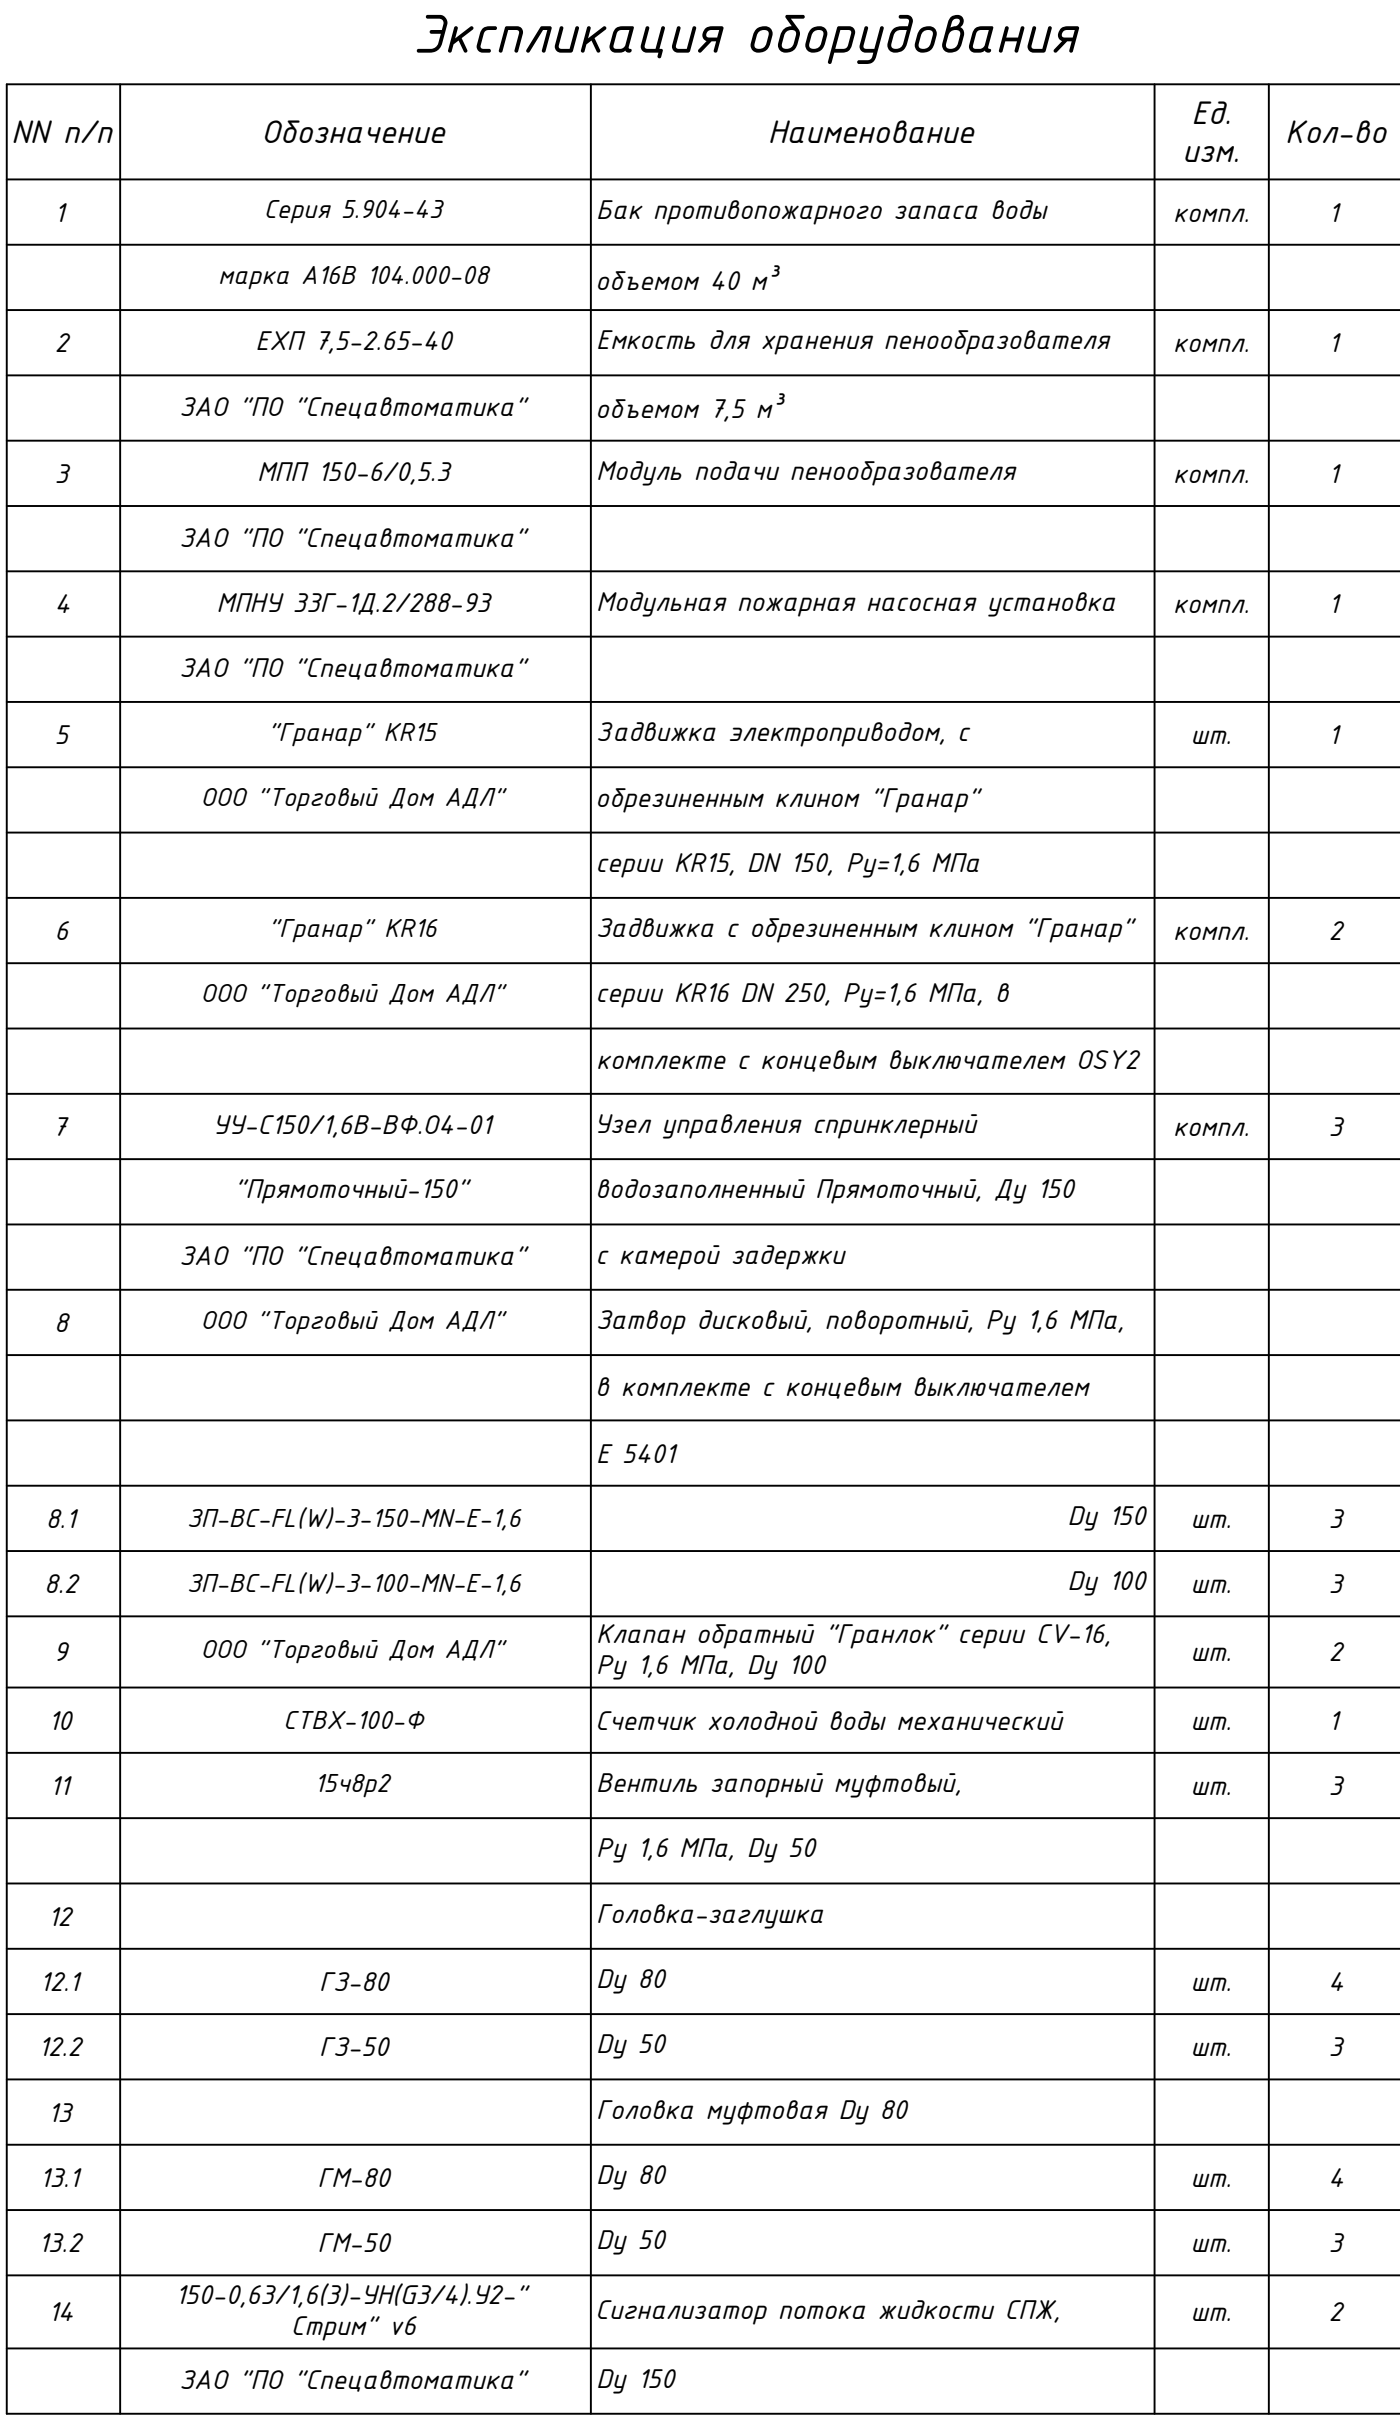 Экспликация оборудования
NN п/п Обозначение Наименование Ед. изм. Кол-во
1 Серия 5.904-43 Бак противопожарного запаса воды компл. 1
марка А16В 104.000-08 объемом 40 м³
2 ЕХП 7,5-2.65-40 Емкость для хранения пенообразователя компл. 1
ЗАО "ПО "Спецавтоматика" объемом 7,5 м³
3 МПП 150-6/0,5.3 Модуль подачи пенообразователя компл. 1
ЗАО "ПО "Спецавтоматика"
4 МПНУ ЗЗГ-1Д.2/288-93 Модульная пожарная насосная установка компл. 1
ЗАО "ПО "Спецавтоматика"
5 "Гранар" KR15 Задвижка электроприводом, с шт. 1
ООО "Торговый Дом АДЛ" обрезиненным клином "Гранар"
серии KR15, DN 150, Ру=1,6 МПа
6 "Гранар" KR16 Задвижка с обрезиненным клином "Гранар" компл. 2
ООО "Торговый Дом АДЛ" серии KR16 DN 250, Ру=1,6 МПа, в
комплекте с концевым выключателем OSY2
7 УУ-С150/1,6В-ВФ.О4-01 Узел управления спринклерный компл. 3
"Прямоточный-150" водозаполненный Прямоточный, Ду 150
ЗАО "ПО "Спецавтоматика" с камерой задержки
8 ООО "Торговый Дом АДЛ" Затвор дисковый, поворотный, Ру 1,6 МПа,
в комплекте с концевым выключателем
Е 5401
8.1 ЗП-ВС-FL(W)-3-150-MN-E-1,6 Dу 150 шт. 3
8.2 ЗП-ВС-FL(W)-3-100-MN-E-1,6 Dу 100 шт. 3
9 ООО "Торговый Дом АДЛ" Клапан обратный "Гранлок" серии CV-16,
Ру 1,6 МПа, Dу 100 шт. 2
10 СТВХ-100-Ф Счетчик холодной воды механический шт. 1
11 15ч8р2 Вентиль запорный муфтовый, шт. 3
Ру 1,6 МПа, Dу 50
12 Головка-заглушка
12.1 ГЗ-80 Dу 80 шт. 4
12.2 ГЗ-50 Dу 50 шт. 3
13 Головка муфтовая Dу 80
13.1 ГМ-80 Dу 80 шт. 4
13.2 ГМ-50 Dу 50 шт. 3
14 150-0,63/1,6(3)-УН(G3/4).У2-"
Стрим" v6 Сигнализатор потока жидкости СПЖ, шт. 2
ЗАО "ПО "Спецавтоматика" Dу 150